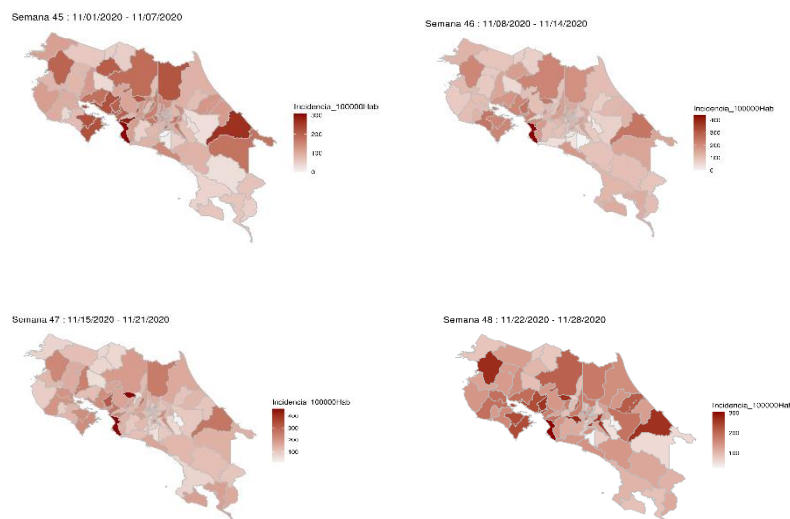 Semana 45 : 11/01/2020 - 11/07/2020
Incidencia_100000Hab
300
200
100
0
Semana 46 : 11/08/2020 - 11/14/2020
Incidencia_100000Hab
400
300
200
100
0
Semana 47 : 11/15/2020 - 11/21/2020
Incidencia_100000Hab
400
300
200
100
Semana 48 : 11/22/2020 - 11/28/2020
Incidencia_100000Hab
300
200
100